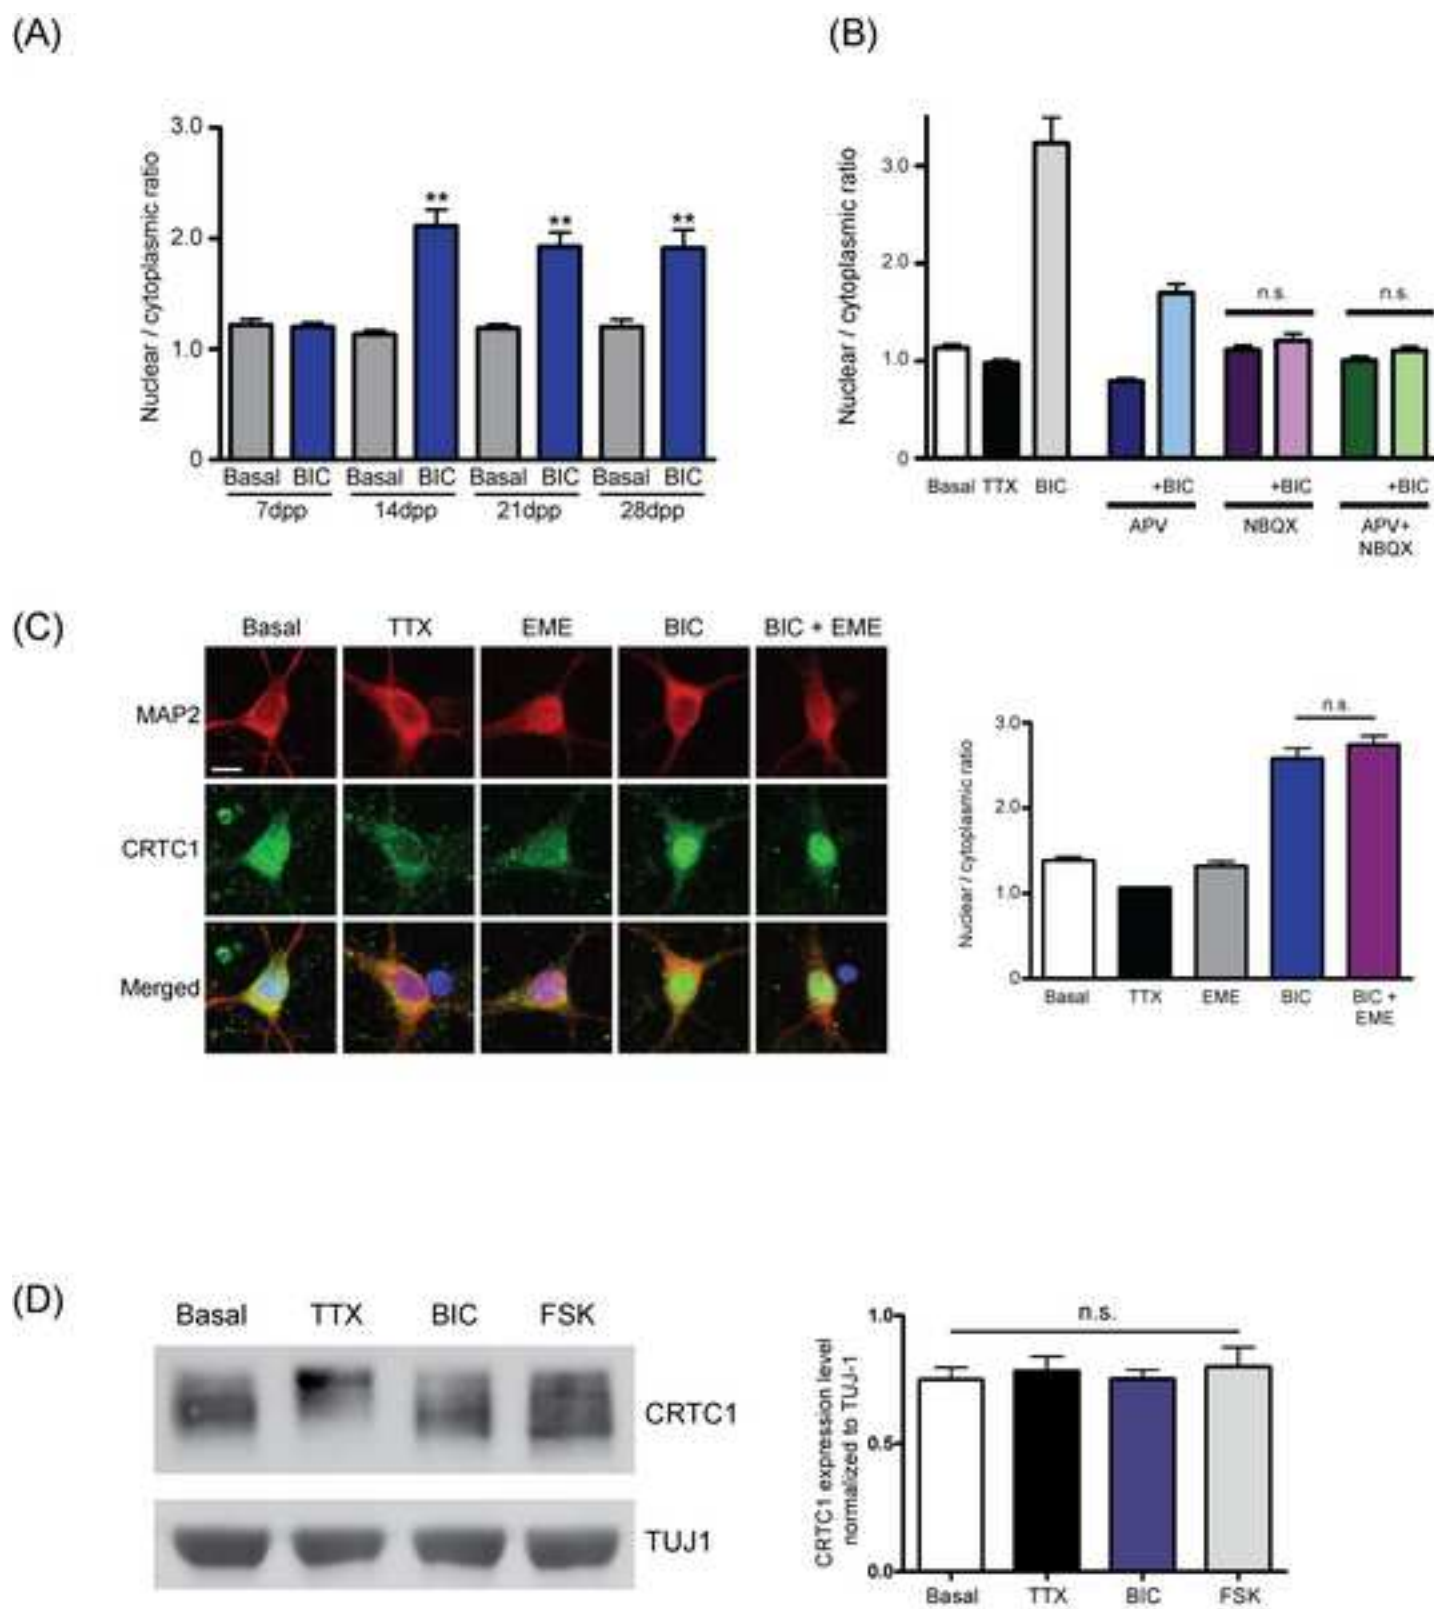 (A)
Nuclear / cytoplasmic ratio
3.0
2.0
1.0
0
** ** **
Basal BIC Basal BIC Basal BIC Basal BIC
7dpp 14dpp 21dpp 28dpp
(B)
Nuclear / cytoplasmic ratio
3.0
2.0
1.0
0
n.s. n.s.
Basal TTX BIC +BIC +BIC +BIC
APV NBQX APV+
NBQX
(C)
Basal TTX EME BIC BIC + EME
MAP2
CRTC1
Merged
Nuclear / cytoplasmic ratio
3.0
2.0
1.0
0
n.s.
Basal TTX EME BIC BIC +
EME
(D)
Basal TTX BIC FSK
CRTC1
TUJ1
CRTC1 expression level
normalized to TUJ-1
1.0
0.5
0.0
n.s.
Basal TTX BIC FSK